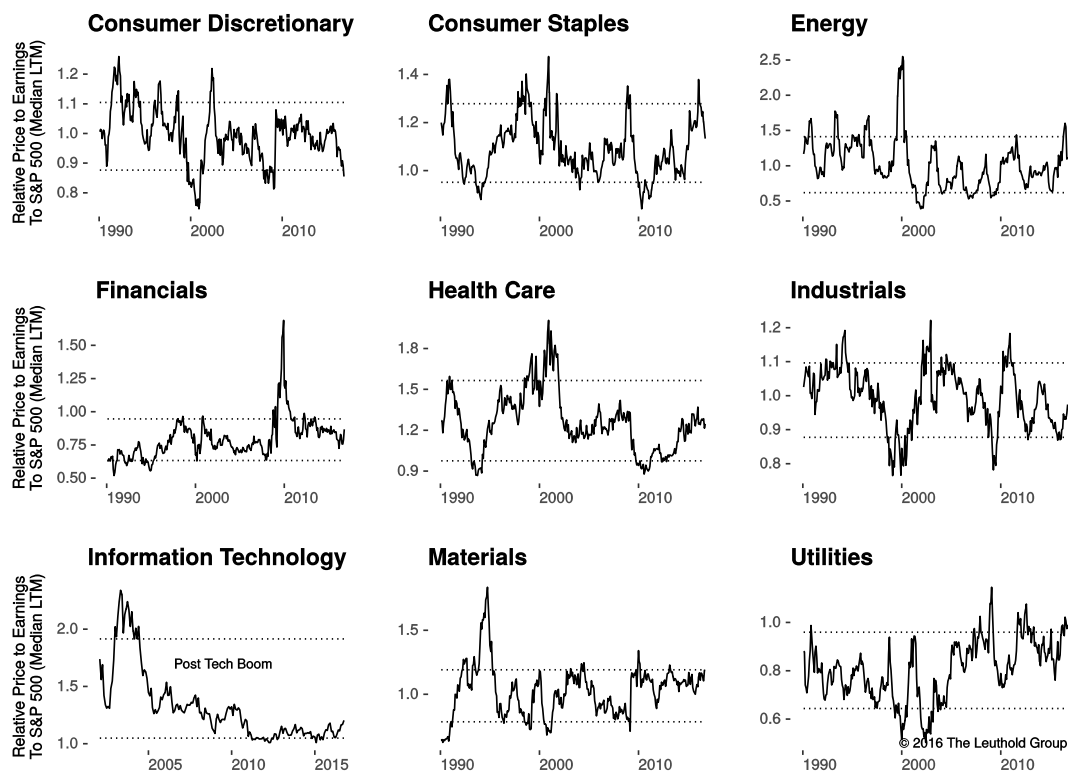 Consumer Discretionary
Relative Price to Earnings
To S&P 500 (Median LTM)
1.2
1.1
1.0
0.9
0.8
1990 2000 2010
Consumer Staples
1.4
1.2
1.0
1990 2000 2010
Energy
2.5
2.0
1.5
1.0
0.5
1990 2000 2010
Financials
Relative Price to Earnings
To S&P 500 (Median LTM)
1.50
1.25
1.00
0.75
0.50
1990 2000 2010
Health Care
1.8
1.5
1.2
0.9
1990 2000 2010
Industrials
1.2
1.1
1.0
0.9
0.8
1990 2000 2010
Information Technology
Relative Price to Earnings
To S&P 500 (Median LTM)
2.0
1.5
1.0
Post Tech Boom
2005 2010 2015
Materials
1.5
1.0
1990 2000 2010
Utilities
1.0
0.8
0.6
© 2016 The Leuthold Group
1990 2000 2010